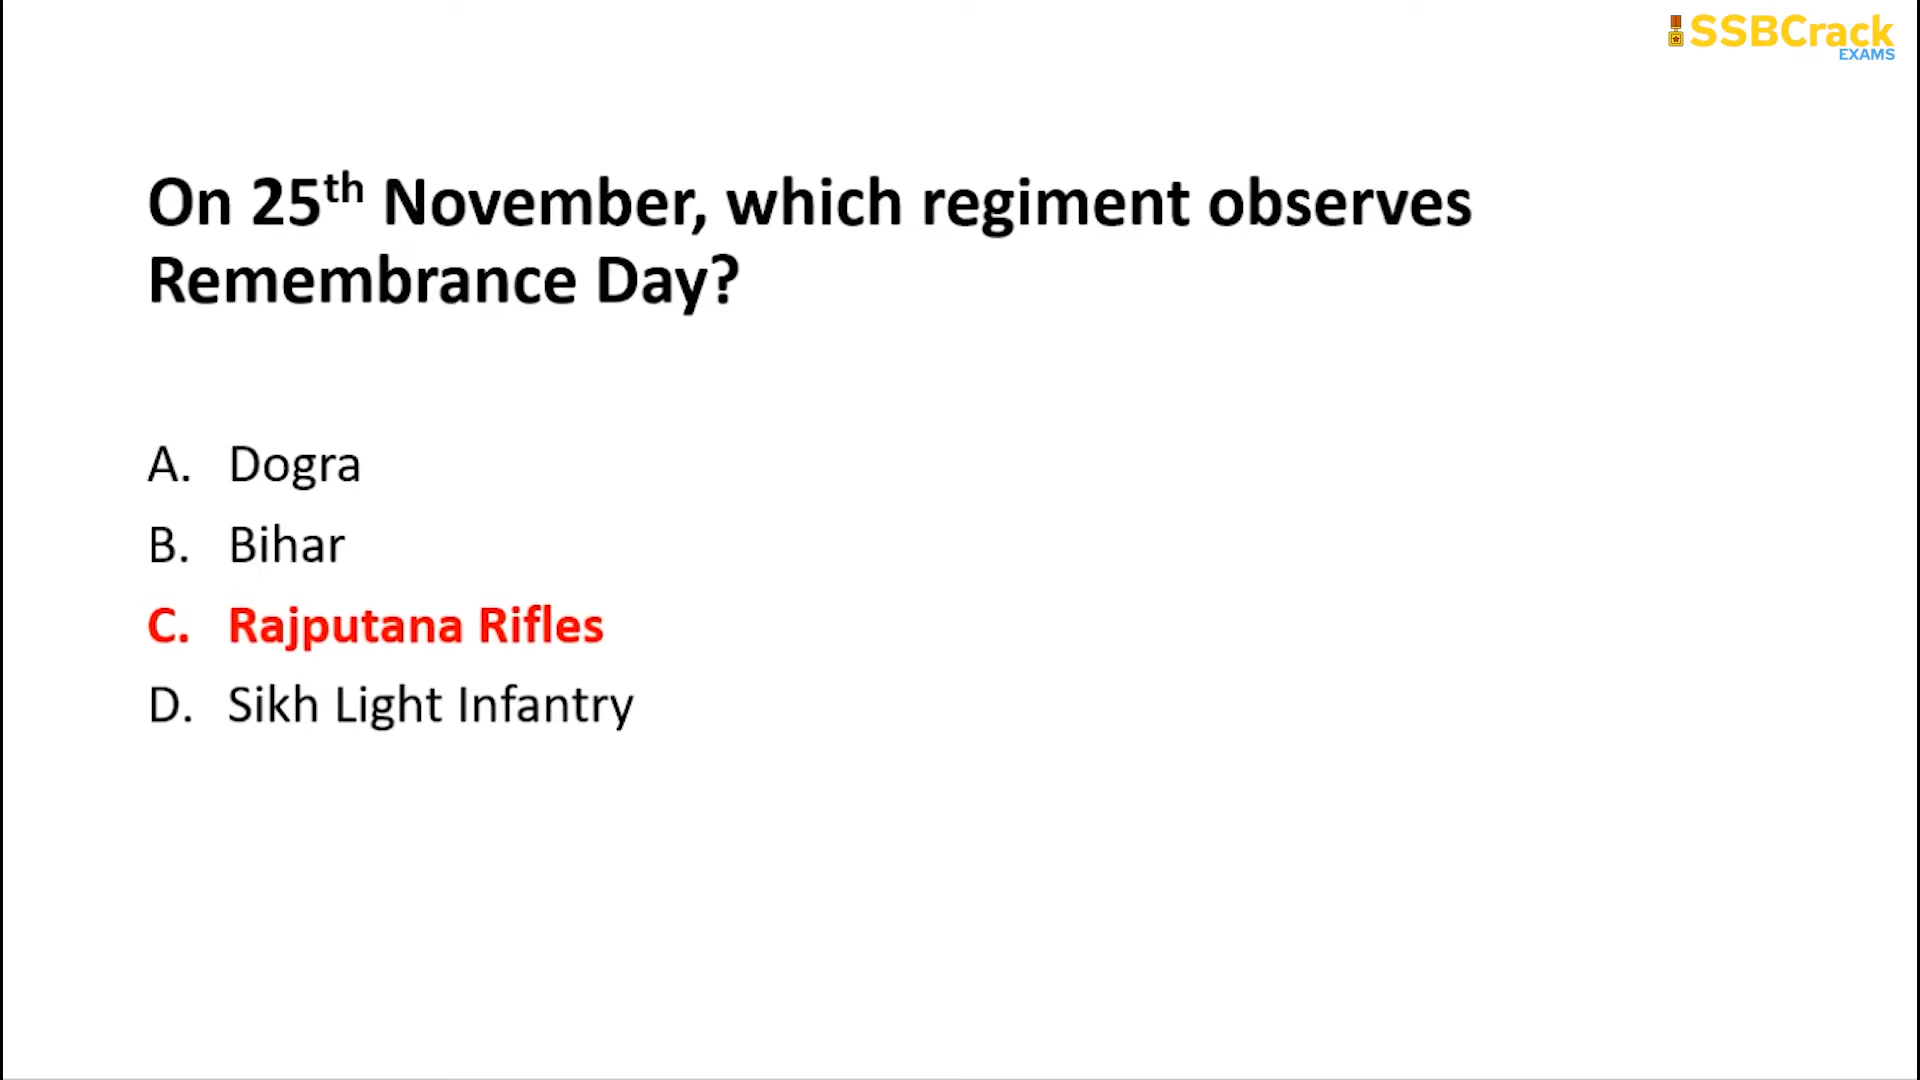 SSBCrack
EXAMS
On 25th November, which regiment observes
Remembrance Day?
A. Dogra
B. Bihar
C. Rajputana Rifles
D. Sikh Light Infantry